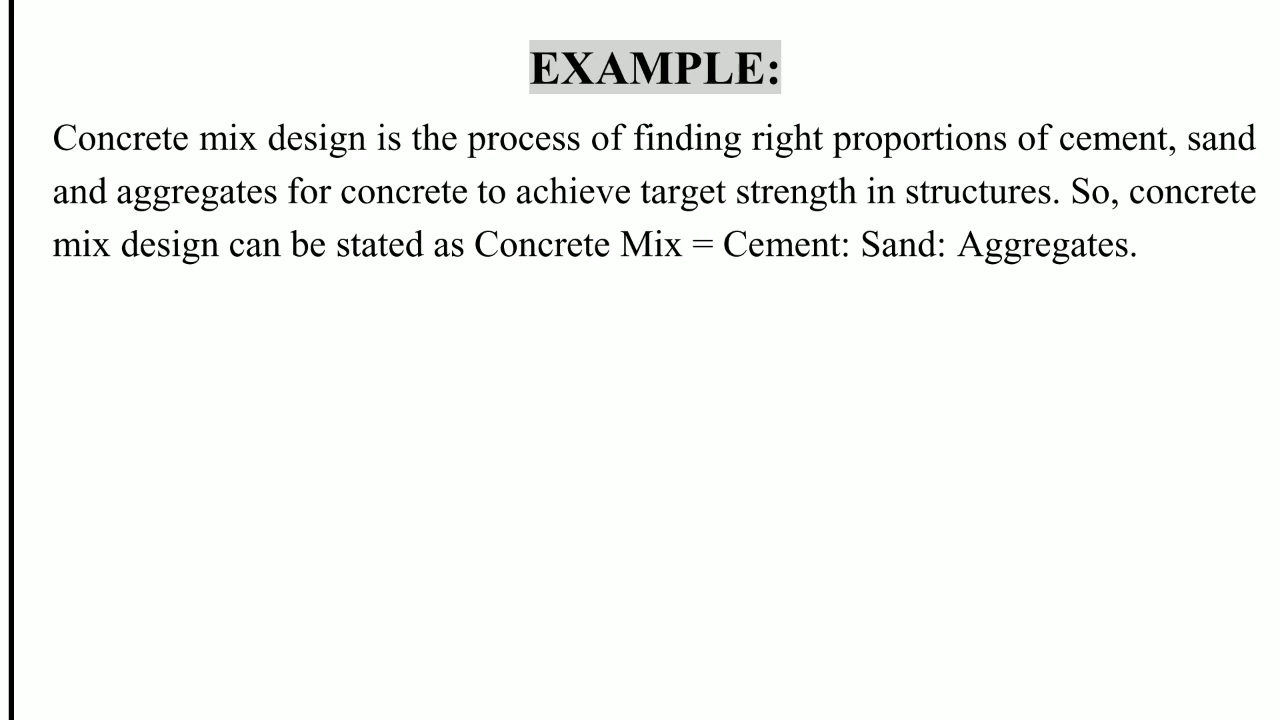 EXAMPLE:
Concrete mix design is the process of finding right proportions of cement, sand
and aggregates for concrete to achieve target strength in structures. So, concrete
mix design can be stated as Concrete Mix = Cement: Sand: Aggregates.